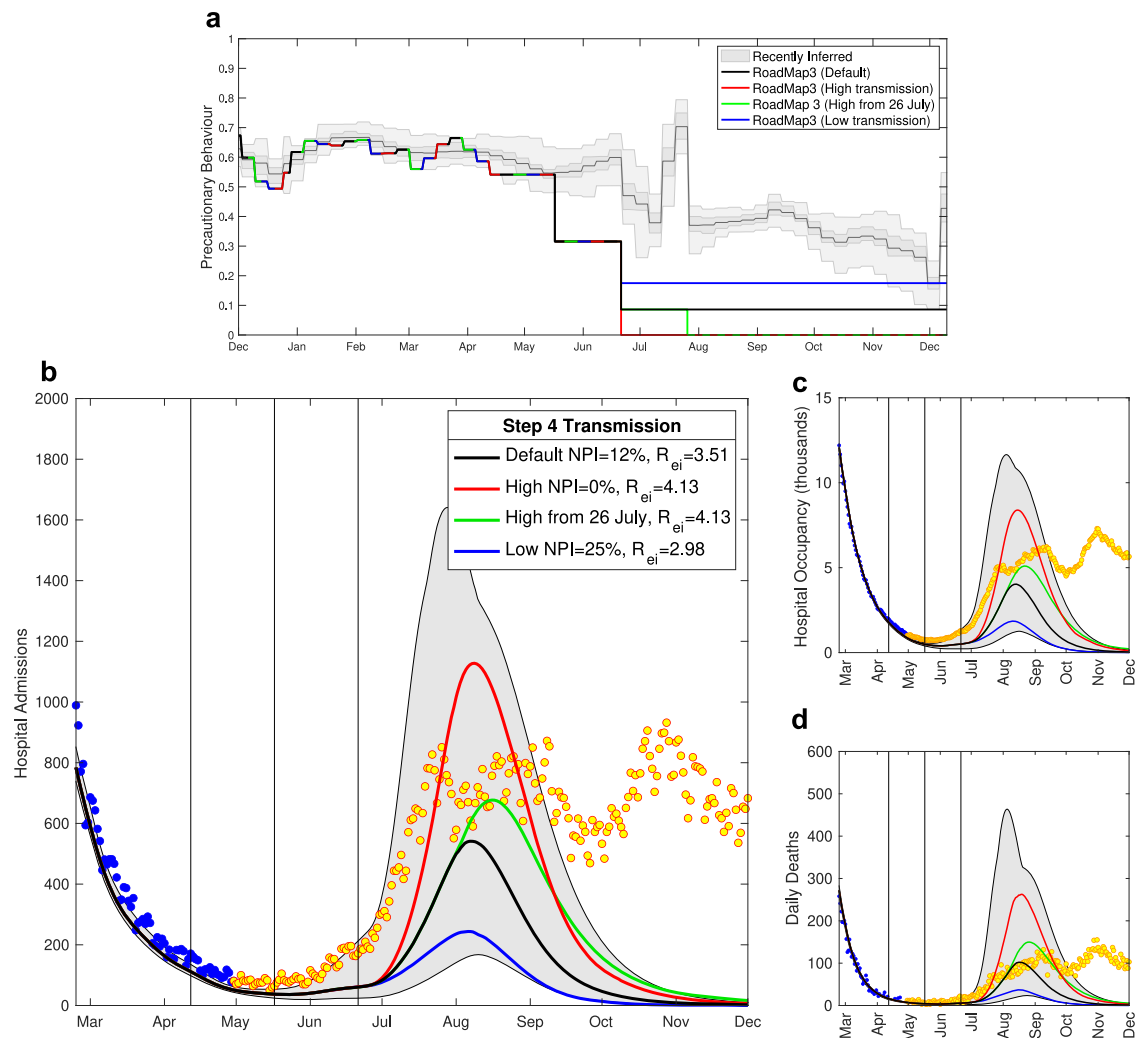 a
1
0.9
0.8
0.7
0.6
0.5
0.4
0.3
0.2
0.1
0
Precautionary Behaviour
Recently Inferred
RoadMap3 (Default)
RoadMap3 (High transmission)
RoadMap 3 (High from 26 July)
RoadMap3 (Low transmission)
Dec Jan Feb Mar Apr May Jun Jul Aug Sep Oct Nov Dec
b
2000
1800
1600
1400
1200
1000
800
600
400
200
0
Hospital Admissions
Step 4 Transmission
Default NPI=12%, Rei=3.51
High NPI=0%, Rei=4.13
High from 26 July, Rei=4.13
Low NPI=25%, Rei=2.98
Mar Apr May Jun Jul Aug Sep Oct Nov Dec
c
15
10
5
0
Hospital Occupancy (thousands)
Mar Apr May Jun Jul Aug Sep Oct Nov Dec
d
600
500
400
300
200
100
0
Daily Deaths
Mar Apr May Jun Jul Aug Sep Oct Nov Dec